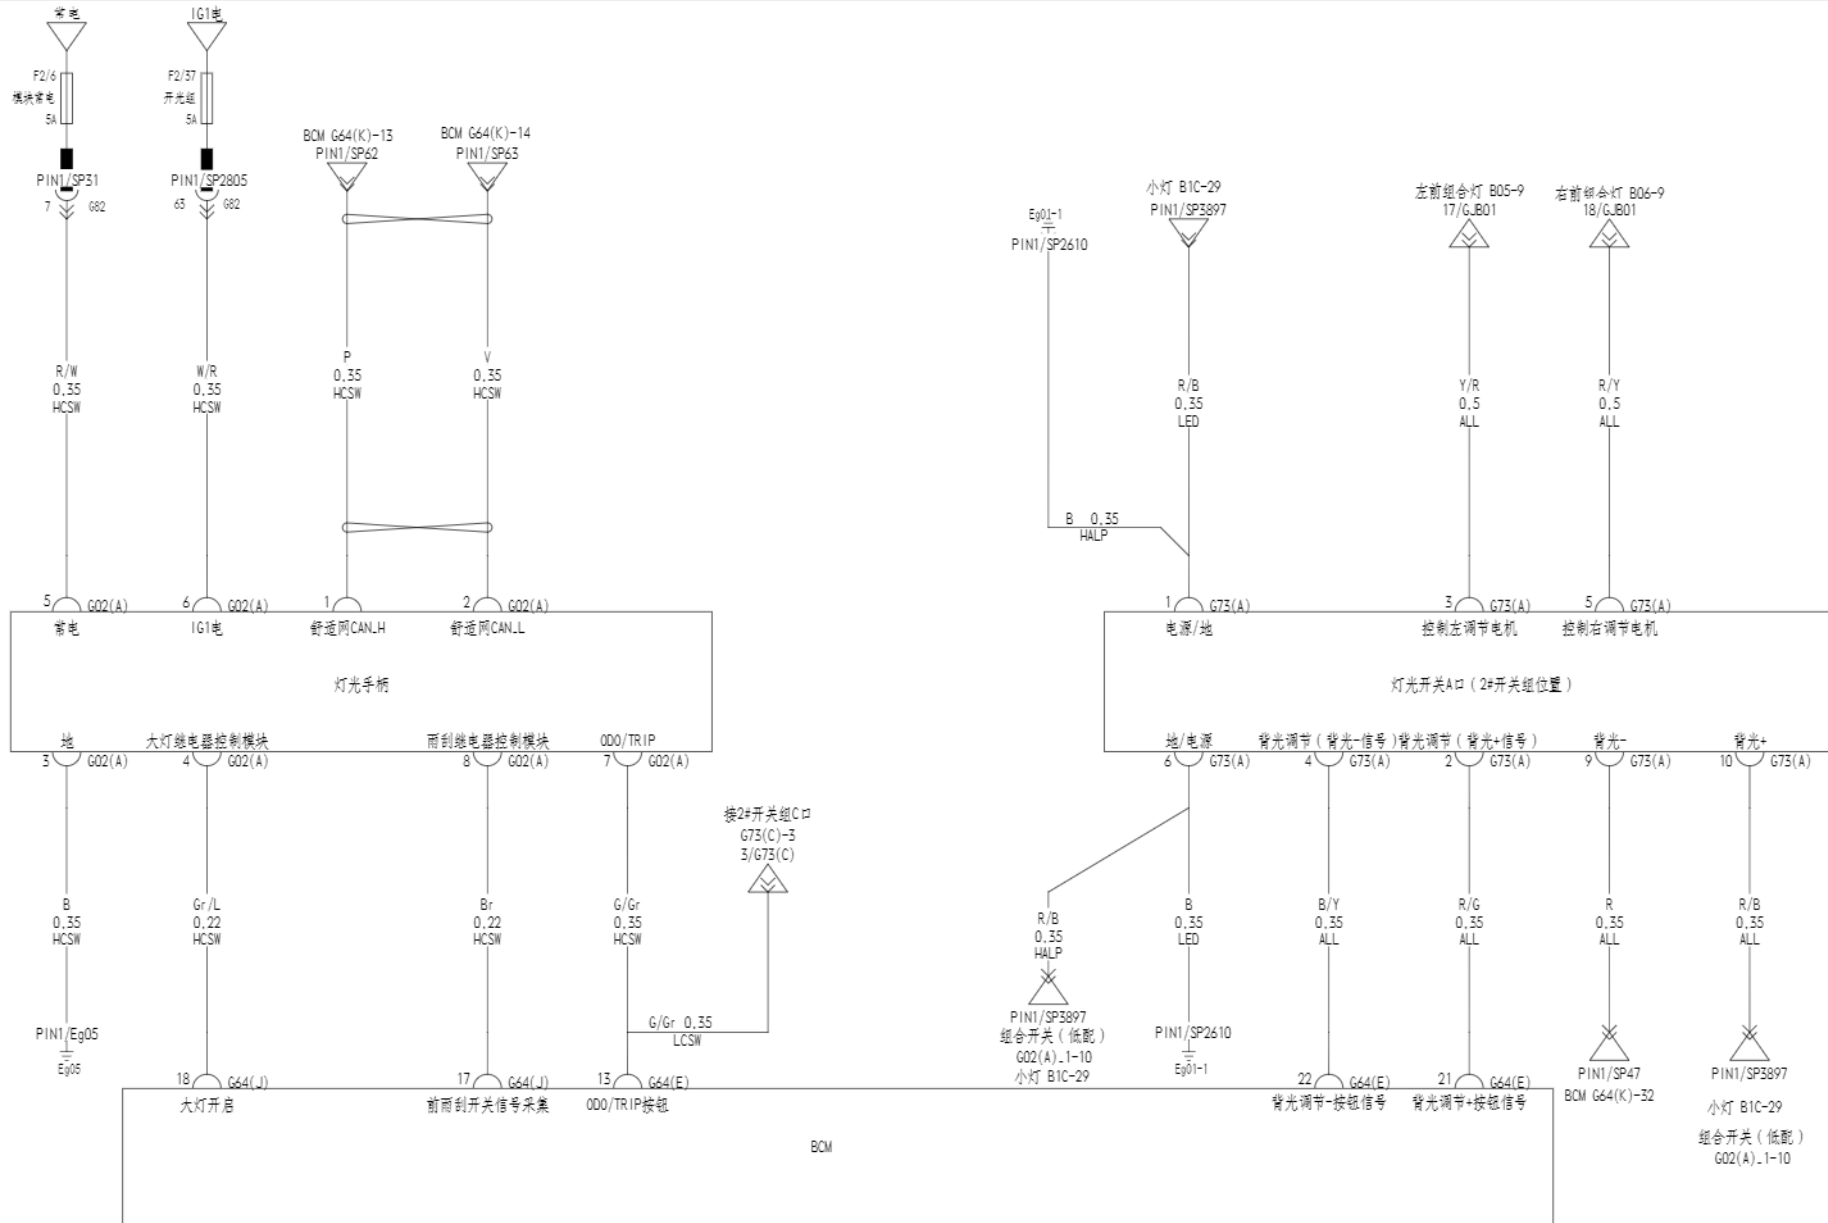 常电
IG1电
F2/6
模块常电
5A
F2/37
开光组
5A
PIN1/SP31
7 G82
PIN1/SP2805
63 G82
BCM G64(K)-13
PIN1/SP62
BCM G64(K)-14
PIN1/SP63
Eg01-1
PIN1/SP2610
小灯 B1C-29
PIN1/SP3897
左前组合灯 B05-9
17/GJB01
右前组合灯 B06-9
18/GJB01
R/W
0.35
HCSW
W/R
0.35
HCSW
P
0.35
HCSW
V
0.35
HCSW
R/B
0.35
LED
Y/R
0.5
ALL
R/Y
0.5
ALL
B 0.35
HALP
5 G02(A)
常电
6 G02(A)
IG1电
1
舒适网CAN_H
2 G02(A)
舒适网CAN_L
灯光手柄
1 G73(A)
电源/地
3 G73(A)
控制左调节电机
5 G73(A)
控制右调节电机
灯光开关A口（2#开关组位置）
地
3 G02(A)
大灯继电器控制模块
4 G02(A)
雨刮继电器控制模块
8 G02(A)
ODO/TRIP
7 G02(A)
地/电源
6 G73(A)
背光调节（背光-信号）
4 G73(A)
背光调节（背光+信号）
2 G73(A)
背光-
9 G73(A)
背光+
10 G73(A)
接2#开关组C口
G73(C)-3
3/G73(C)
B
0.35
HCSW
Gr/L
0.22
HCSW
Br
0.22
HCSW
G/Gr
0.35
HCSW
R/B
0.35
HALP
B
0.35
LED
B/Y
0.35
ALL
R/G
0.35
ALL
R
0.35
ALL
R/B
0.35
ALL
G/Gr 0.35
LCSW
PIN1/Eg05
Eg05
PIN1/SP3897
组合开关（低配）
G02(A)_1-10
小灯 B1C-29
PIN1/SP2610
Eg01-1
PIN1/SP47
BCM G64(K)-32
PIN1/SP3897
小灯 B1C-29
组合开关（低配）
G02(A)_1-10
18 G64(J)
大灯开启
17 G64(J)
前雨刮开关信号采集
13 G64(E)
ODO/TRIP按钮
22 G64(E)
背光调节-按钮信号
21 G64(E)
背光调节+按钮信号
BCM